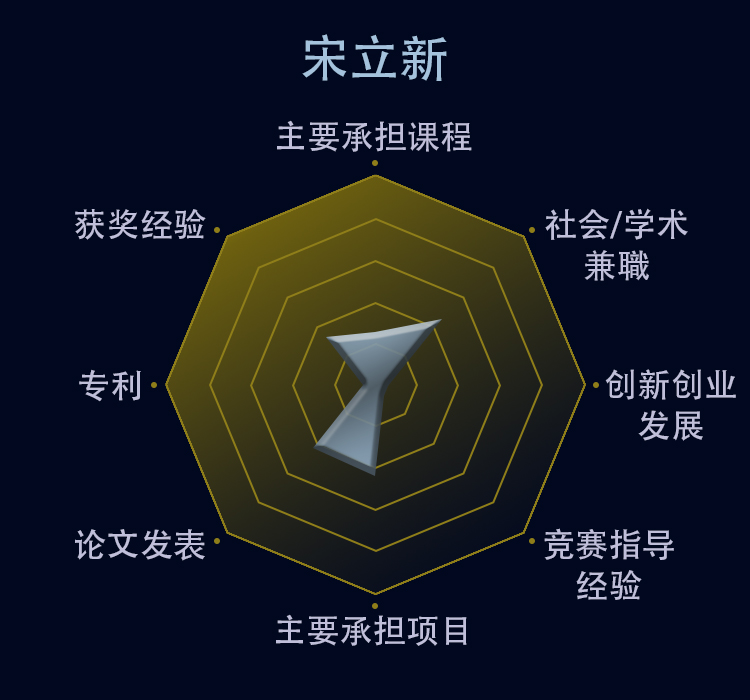 宋立新
主要承担课程
获奖经验
社会/学术
兼職
专利
创新创业
发展
论文发表
竞赛指导
经验
主要承担项目